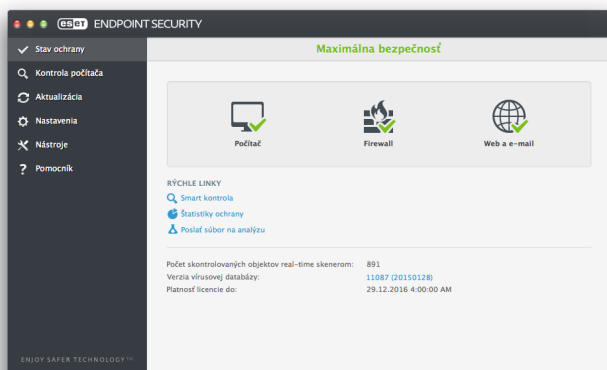 eset ENDPOINT SECURITY
Stav ochrany
Kontrola počítača
Aktualizácia
Nastavenia
Nástroje
Pomocník
ENJOY SAFER TECHNOLOGY™
Maximálna bezpečnosť
Počítač
Firewall
Web a e-mail
RÝCHLE LINKY
Smart kontrola
Štatistiky ochrany
Poslať súbor na analýzu
Počet skontrolovaných objektov real-time skenerom: 891
Verzia vírusovej databázy: 11087 (20150128)
Platnosť licencie do: 29.12.2016 4:00:00 AM